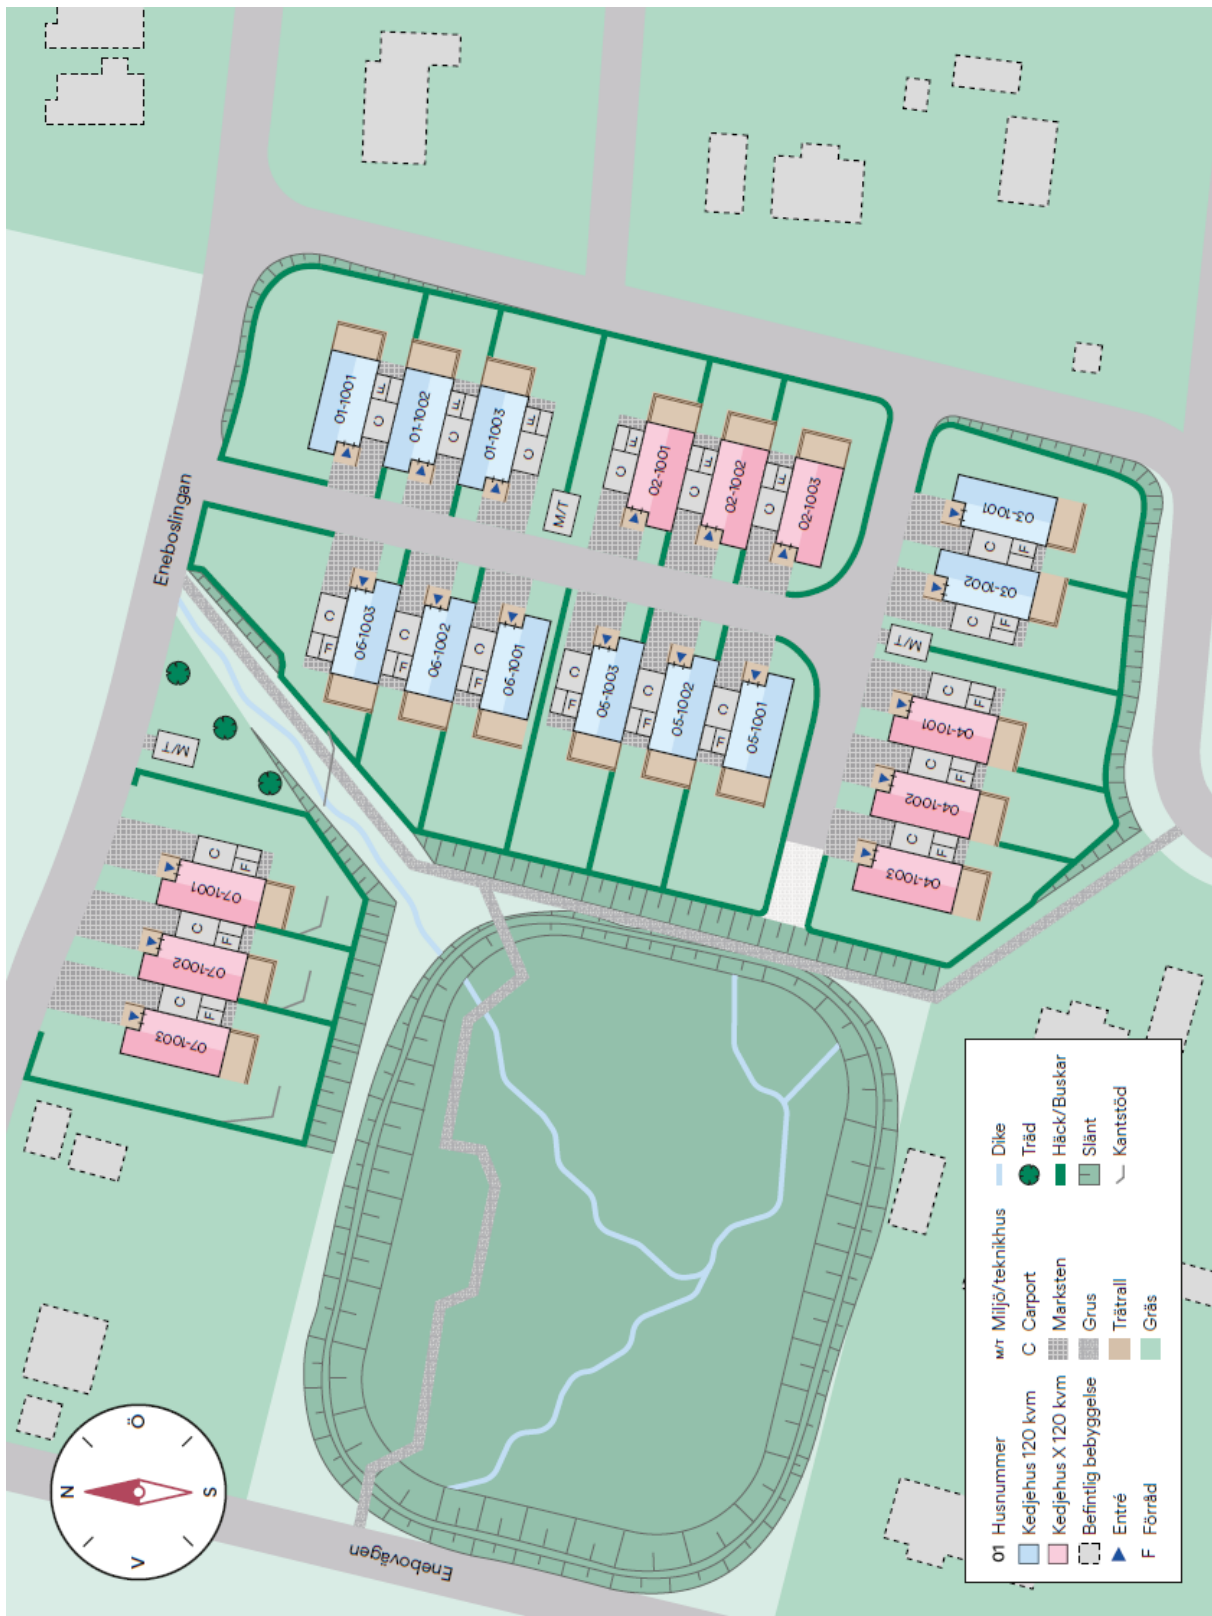 Eneboslingan
01-1001
C
F
01-1002
C
F
01-1003
C
F
M/T
02-1001
C
F
02-1002
C
F
02-1003
C
F
03-1001
C
F
03-1002
C
F
M/T
04-1001
C
F
04-1002
C
F
04-1003
C
F
05-1001
C
F
05-1002
C
F
05-1003
C
F
06-1001
C
F
06-1002
C
F
06-1003
C
F
M/T
07-1001
C
F
07-1002
C
F
07-1003
C
F
Enebovägen
N
Ö
S
V
01 Husnummer
Kedjehus 120 kvm
Kedjehus X 120 kvm
Befintlig bebyggelse
Entré
F Förråd
M/T Miljö/teknikhus
C Carport
Marksten
Grus
Trätrall
Gräs
Dike
Träd
Häck/Buskar
Slänt
Kantstöd